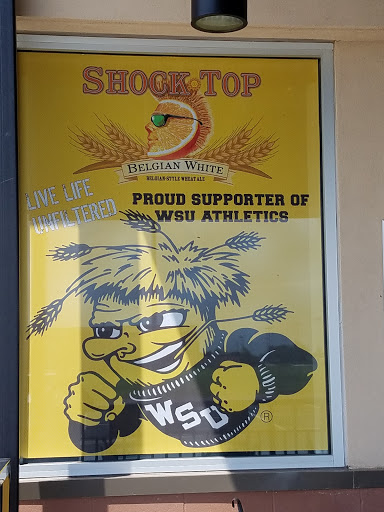 SHOCK TOP
BELGIAN WHITE
BELGIAN-STYLE WHEAT ALE
LIVE LIFE
UNFILTERED
PROUD SUPPORTER OF
WSU ATHLETICS
WSU
®